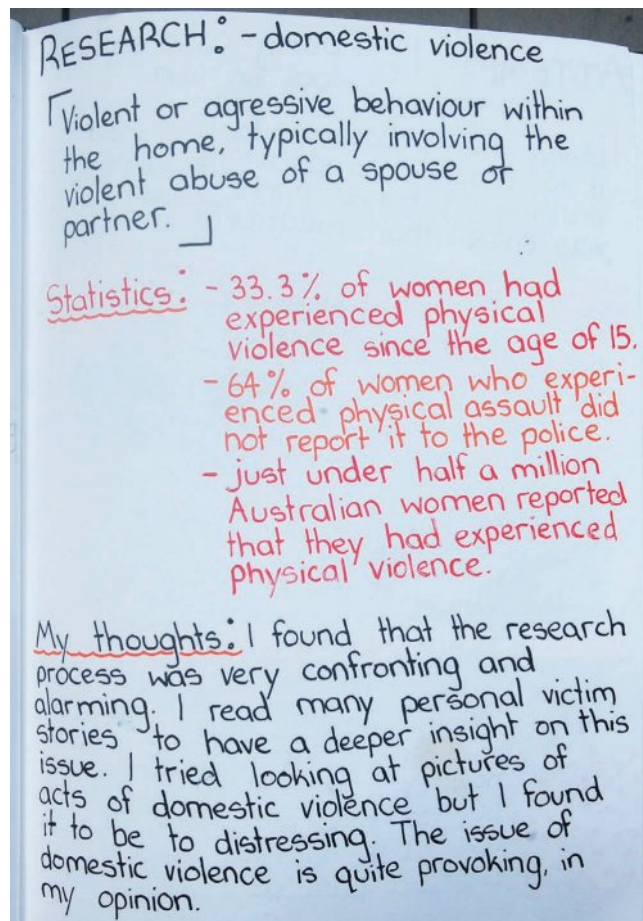 RESEARCH: - domestic violence
「Violent or agressive behaviour within
the home, typically involving the
violent abuse of a spouse or
partner.」
Statistics: - 33.3% of women had
experienced physical
violence since the age of 15.
- 64% of women who experi-
enced physical assault did
not report it to the police.
- just under half a million
Australian women reported
that they had experienced
physical violence.
My thoughts: I found that the research
process was very confronting and
alarming. I read many personal victim
stories to have a deeper insight on this
issue. I tried looking at pictures of
acts of domestic violence but I found
it to be to distressing. The issue of
domestic violence is quite provoking, in
my opinion.